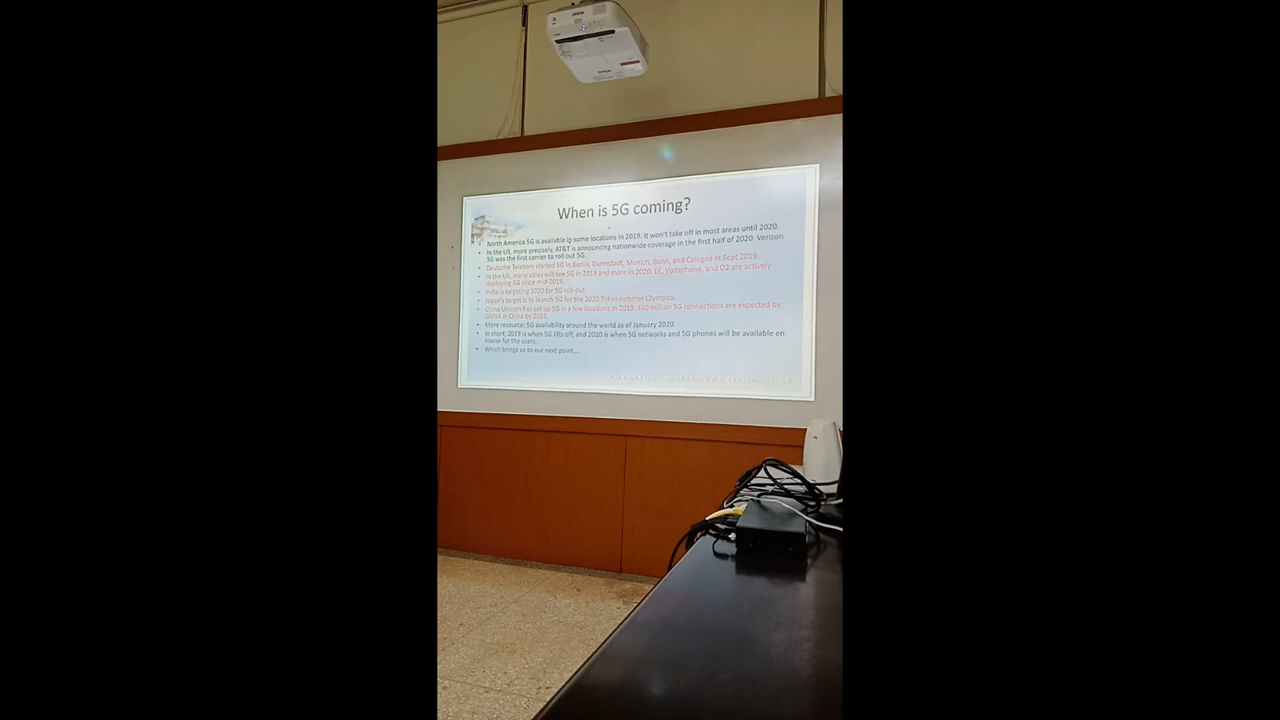 EPSON
When is 5G coming?
North America 5G is available in some locations in 2019. It won't take off in most areas until 2020.
In the US, more precisely, AT&T is announcing nationwide coverage in the first half of 2020. Verizon
5G was the first carrier to roll out 5G.
Deutsche Telekom started 5G in Berlin, Darmstadt, Munich, Bonn, and Cologne in Sept 2019.
In the UK, many cities will see 5G in 2019 and more in 2020. EE, Vodaphone, and O2 are actively
deploying 5G since mid-2019.
India is targeting 2020 for 5G roll-out
Japan's target is to launch 5G for the 2020 Tokyo summer Olympics.
China Unicom has set up 5G in a few locations in 2019. 400 million 5G connections are expected by
GMSA in China by 2025.
More resource: 5G availability around the world as of January 2020.
In short, 2019 is when 5G lifts off, and 2020 is when 5G networks and 5G phones will be available en
masse for the users.
Which brings us to our next point...